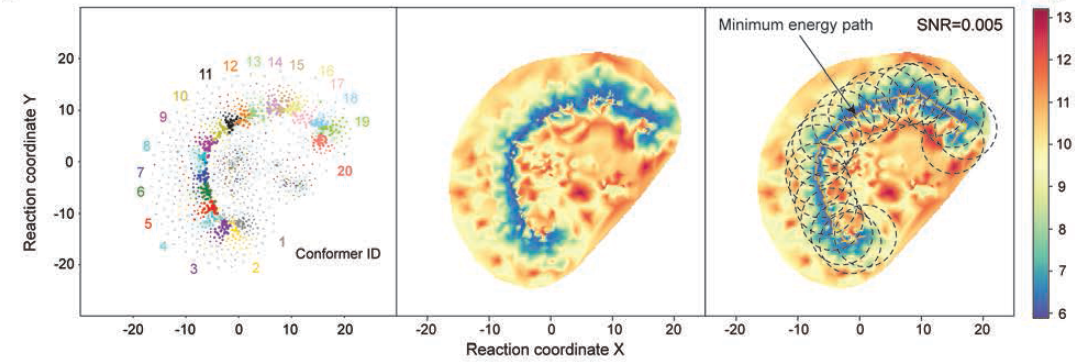 Minimum energy path
SNR=0.005
Reaction coordinate Y
20
10
0
-10
-20
11 12 13 14 15 16
10 17
9 18
8 19
7 20
6
5
4 1
3 2
Conformer ID
-20 -10 0 10 20
-20 -10 0 10 20
-20 -10 0 10 20
Reaction coordinate X
13
12
11
10
9
8
7
6